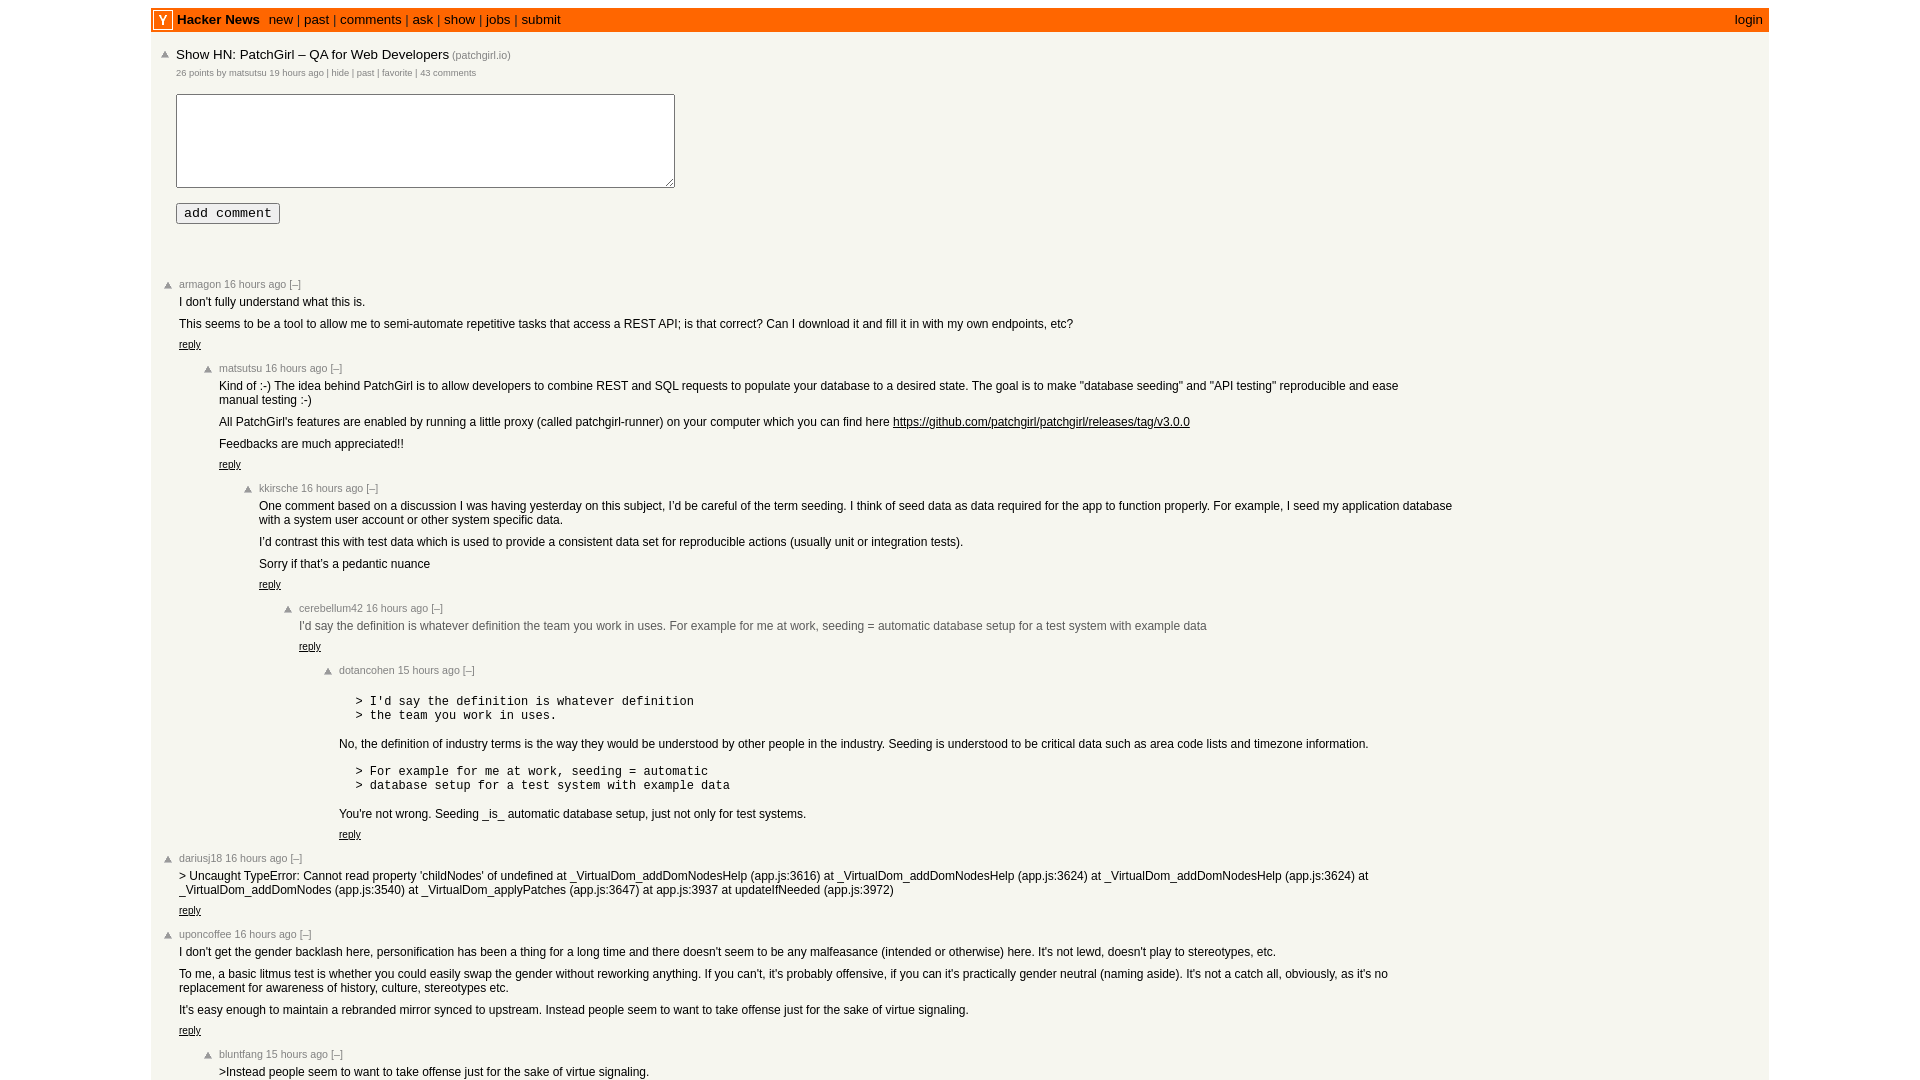 Y Hacker News new | past | comments | ask | show | jobs | submit login
Show HN: PatchGirl – QA for Web Developers (patchgirl.io)
26 points by matsutsu 19 hours ago | hide | past | favorite | 43 comments
add comment
armagon 16 hours ago [–]
I don't fully understand what this is.
This seems to be a tool to allow me to semi-automate repetitive tasks that access a REST API; is that correct? Can I download it and fill it in with my own endpoints, etc?
reply
matsutsu 16 hours ago [–]
Kind of :-) The idea behind PatchGirl is to allow developers to combine REST and SQL requests to populate your database to a desired state. The goal is to make "database seeding" and "API testing" reproducible and ease
manual testing :-)
All PatchGirl's features are enabled by running a little proxy (called patchgirl-runner) on your computer which you can find here https://github.com/patchgirl/patchgirl/releases/tag/v3.0.0
Feedbacks are much appreciated!!
reply
kkirsche 16 hours ago [–]
One comment based on a discussion I was having yesterday on this subject, I’d be careful of the term seeding. I think of seed data as data required for the app to function properly. For example, I seed my application database
with a system user account or other system specific data.
I’d contrast this with test data which is used to provide a consistent data set for reproducible actions (usually unit or integration tests).
Sorry if that’s a pedantic nuance
reply
cerebellum42 16 hours ago [–]
I'd say the definition is whatever definition the team you work in uses. For example for me at work, seeding = automatic database setup for a test system with example data
reply
dotancohen 15 hours ago [–]
> I'd say the definition is whatever definition
> the team you work in uses.
No, the definition of industry terms is the way they would be understood by other people in the industry. Seeding is understood to be critical data such as area code lists and timezone information.
> For example for me at work, seeding = automatic
> database setup for a test system with example data
You're not wrong. Seeding _is_ automatic database setup, just not only for test systems.
reply
dariusj18 16 hours ago [–]
> Uncaught TypeError: Cannot read property 'childNodes' of undefined at _VirtualDom_addDomNodesHelp (app.js:3616) at _VirtualDom_addDomNodesHelp (app.js:3624) at _VirtualDom_addDomNodesHelp (app.js:3624) at
_VirtualDom_addDomNodes (app.js:3540) at _VirtualDom_applyPatches (app.js:3647) at app.js:3937 at updateIfNeeded (app.js:3972)
reply
uponcoffee 16 hours ago [–]
I don't get the gender backlash here, personification has been a thing for a long time and there doesn't seem to be any malfeasance (intended or otherwise) here. It's not lewd, doesn't play to stereotypes, etc.
To me, a basic litmus test is whether you could easily swap the gender without reworking anything. If you can't, it's probably offensive, if you can it's practically gender neutral (naming aside). It's not a catch all, obviously, as it's no
replacement for awareness of history, culture, stereotypes etc.
It's easy enough to maintain a rebranded mirror synced to upstream. Instead people seem to want to take offense just for the sake of virtue signaling.
reply
bluntfang 15 hours ago [–]
>Instead people seem to want to take offense just for the sake of virtue signaling.